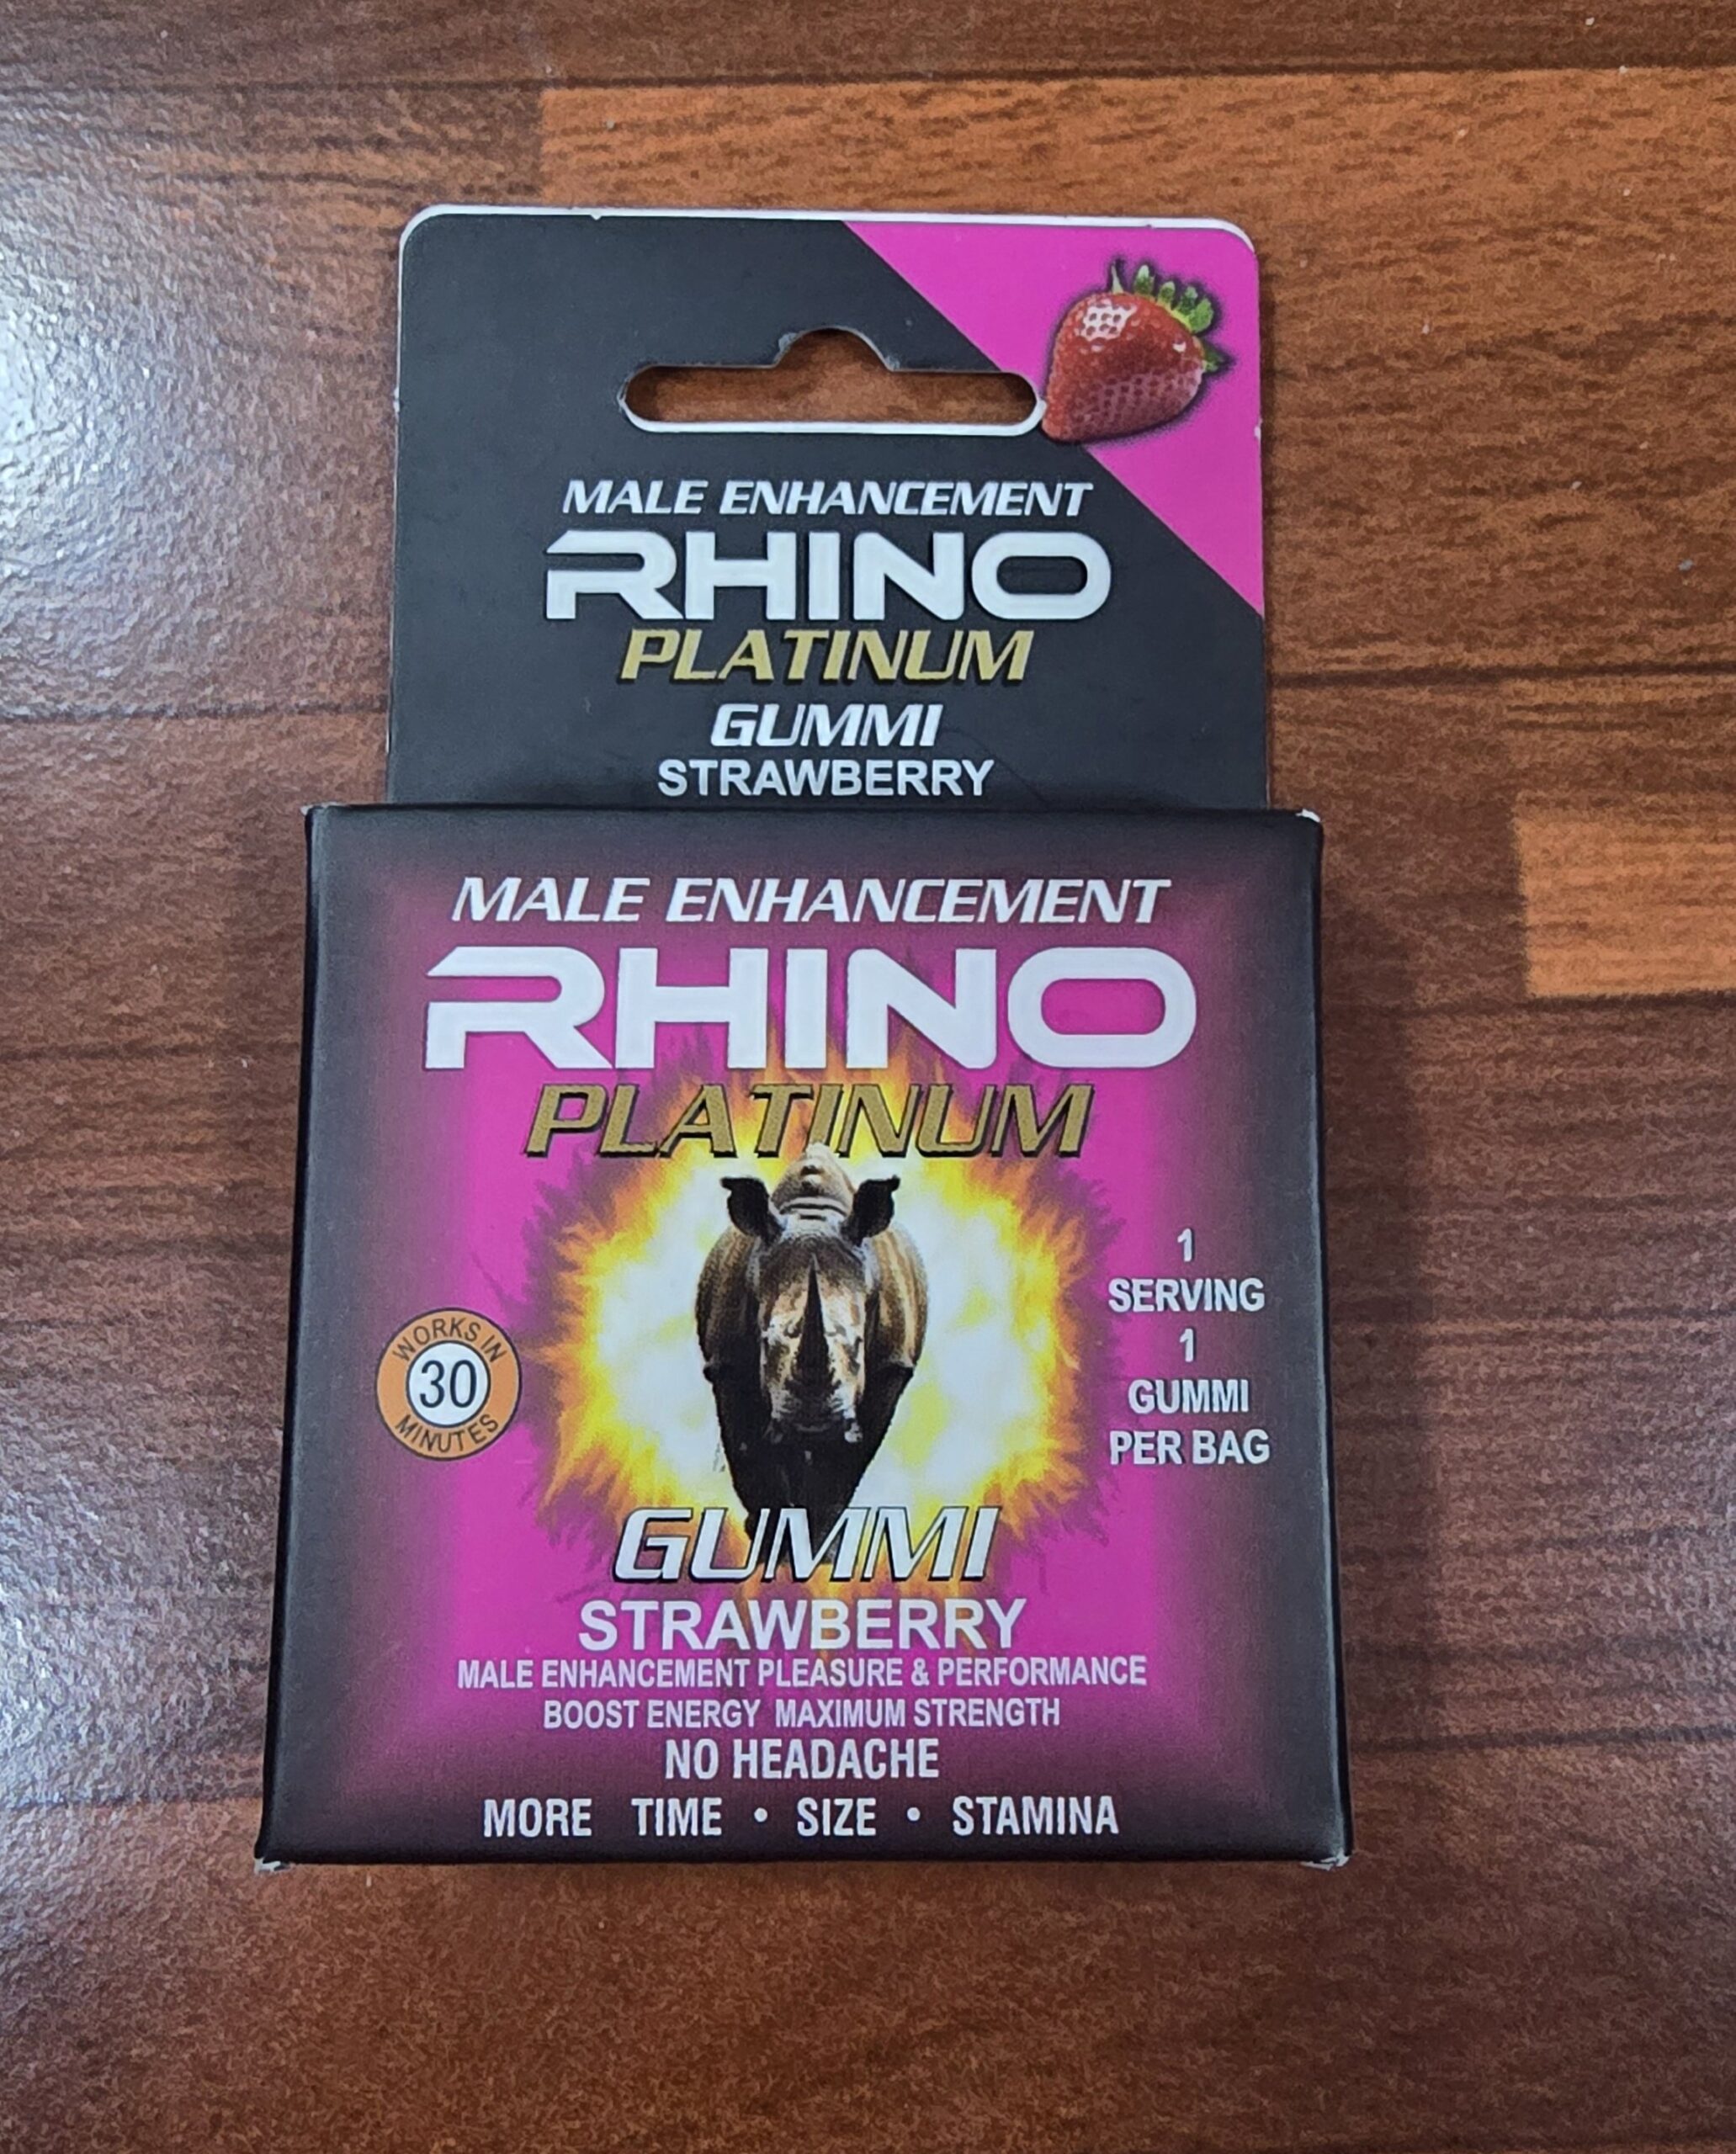 MALE ENHANCEMENT
RHINO
PLATINUM
GUMMI
STRAWBERRY
MALE ENHANCEMENT
RHINO
PLATINUM
WORKS IN
30
MINUTES
1
SERVING
1
GUMMI
PER BAG
GUMMI
STRAWBERRY
MALE ENHANCEMENT PLEASURE & PERFORMANCE
BOOST ENERGY MAXIMUM STRENGTH
NO HEADACHE
MORE TIME • SIZE • STAMINA